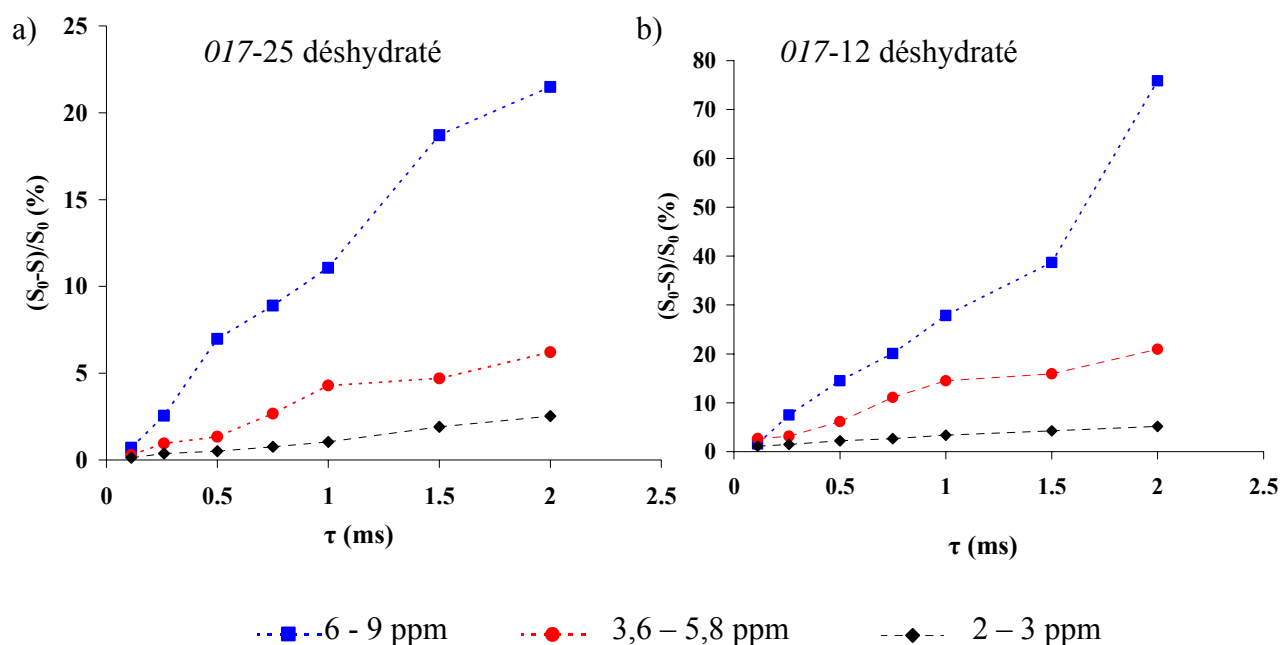 a)
017-25 déshydraté
25
20
15
10
5
0
(S₀-S)/S₀ (%)
0 0.5 1 1.5 2 2.5
τ (ms)
b)
017-12 déshydraté
80
70
60
50
40
30
20
10
0
(S₀-S)/S₀ (%)
0 0.5 1 1.5 2 2.5
τ (ms)
6 - 9 ppm 3,6 – 5,8 ppm 2 – 3 ppm